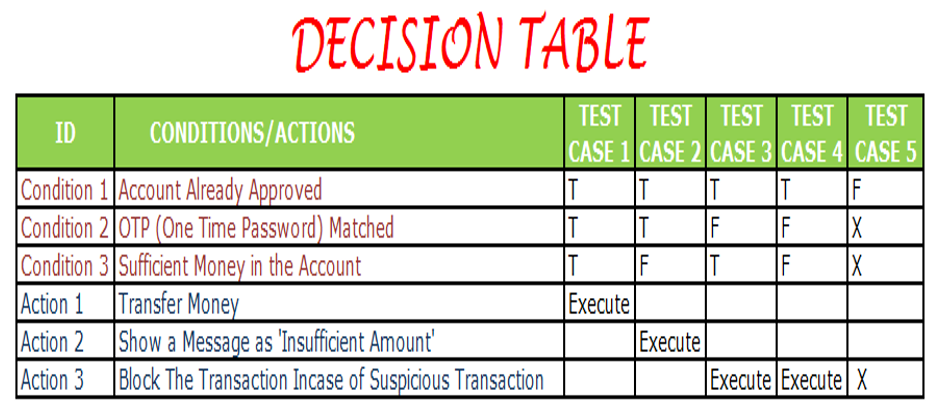 DECISION TABLE
ID CONDITIONS/ACTIONS TEST CASE 1 TEST CASE 2 TEST CASE 3 TEST CASE 4 TEST CASE 5
Condition 1 Account Already Approved T T T T F
Condition 2 OTP (One Time Password) Matched T T F F X
Condition 3 Sufficient Money in the Account T F T F X
Action 1 Transfer Money Execute
Action 2 Show a Message as 'Insufficient Amount' Execute
Action 3 Block The Transaction Incase of Suspicious Transaction Execute Execute X